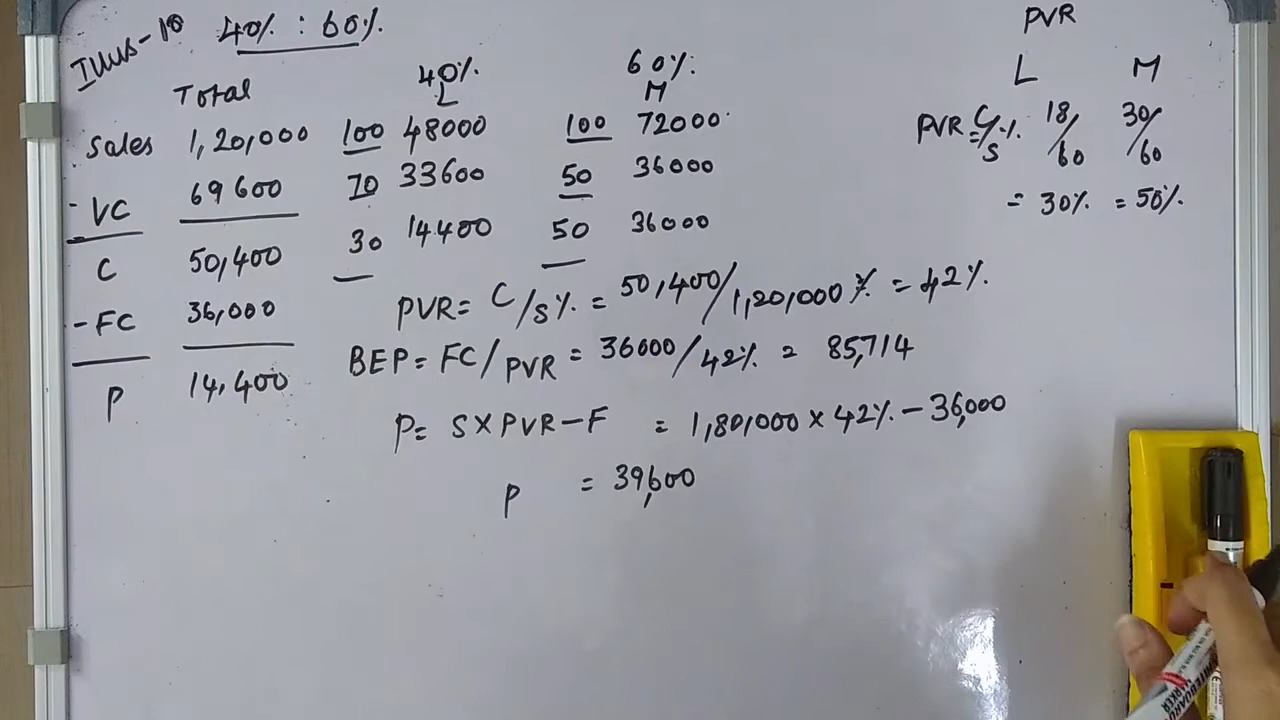 Illus-10 40% : 60%
PVR
Total 40% L 60% M
L M
Sales 1,20,000 100 48000 100 72000
PVR = C/S% 18/60 30/60
= 30% = 50%
- VC 69600 70 33600 50 36000
C 50,400 30 14400 50 36000
- FC 36,000
P 14,400
PVR = C/S% = 50,400/1,20,000 % = 42%
BEP = FC/PVR = 36000/42% = 85,714
P = S X PVR - F = 1,80,000 x 42% - 36,000
P = 39,600